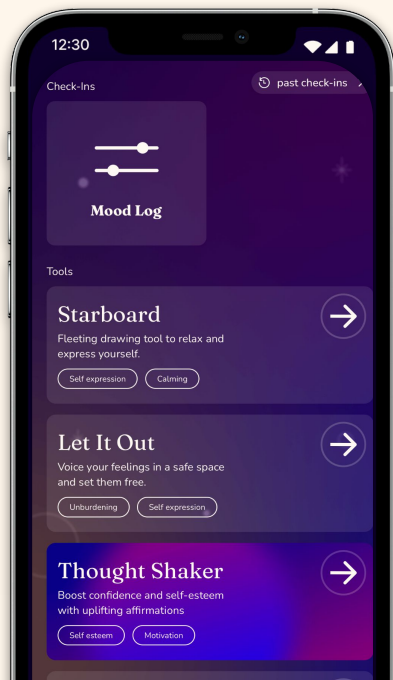 12:30
Check-Ins
past check-ins
Mood Log
Tools
Starboard
Fleeting drawing tool to relax and
express yourself.
Self expression
Calming
Let It Out
Voice your feelings in a safe space
and set them free.
Unburdening
Self expression
Thought Shaker
Boost confidence and self-esteem
with uplifting affirmations
Self esteem
Motivation